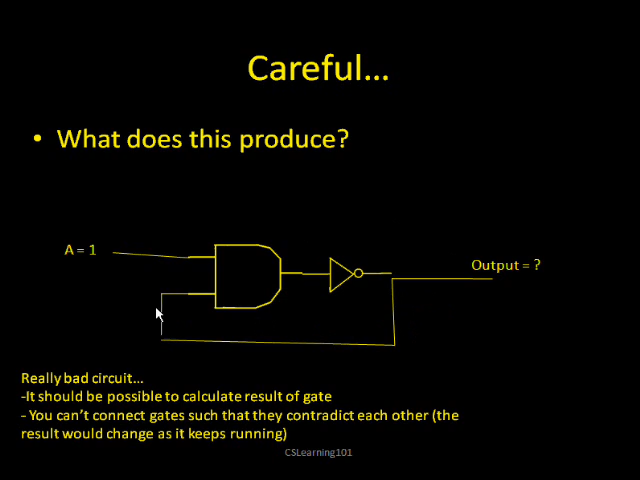 Careful...
• What does this produce?
A = 1
Output = ?
Really bad circuit...
-It should be possible to calculate result of gate
- You can't connect gates such that they contradict each other (the
result would change as it keeps running)
CSLearning101